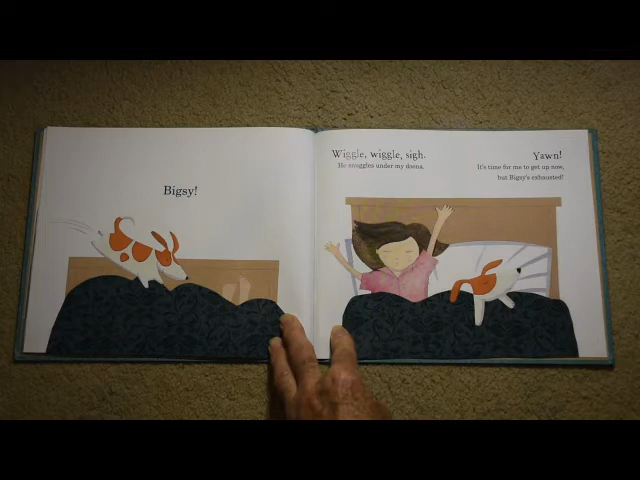 Bigsy!
Wiggle, wiggle, sigh.
He snuggles under my doona.
Yawn!
It's time for me to get up now,
but Bigsy's exhausted!